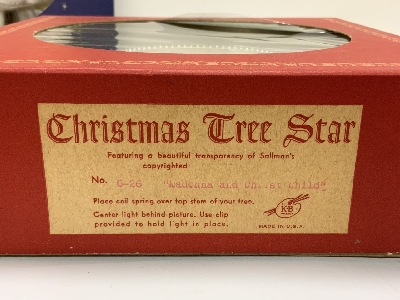 Christmas Tree Star
Featuring a beautiful transparency of Sallman's
copyrighted
No. G-26 "Madonna and Christ Child"
Place coil spring over top stem of your tree.
Center light behind picture. Use clip
provided to hold light in place.
K&B
MADE IN U.S.A.